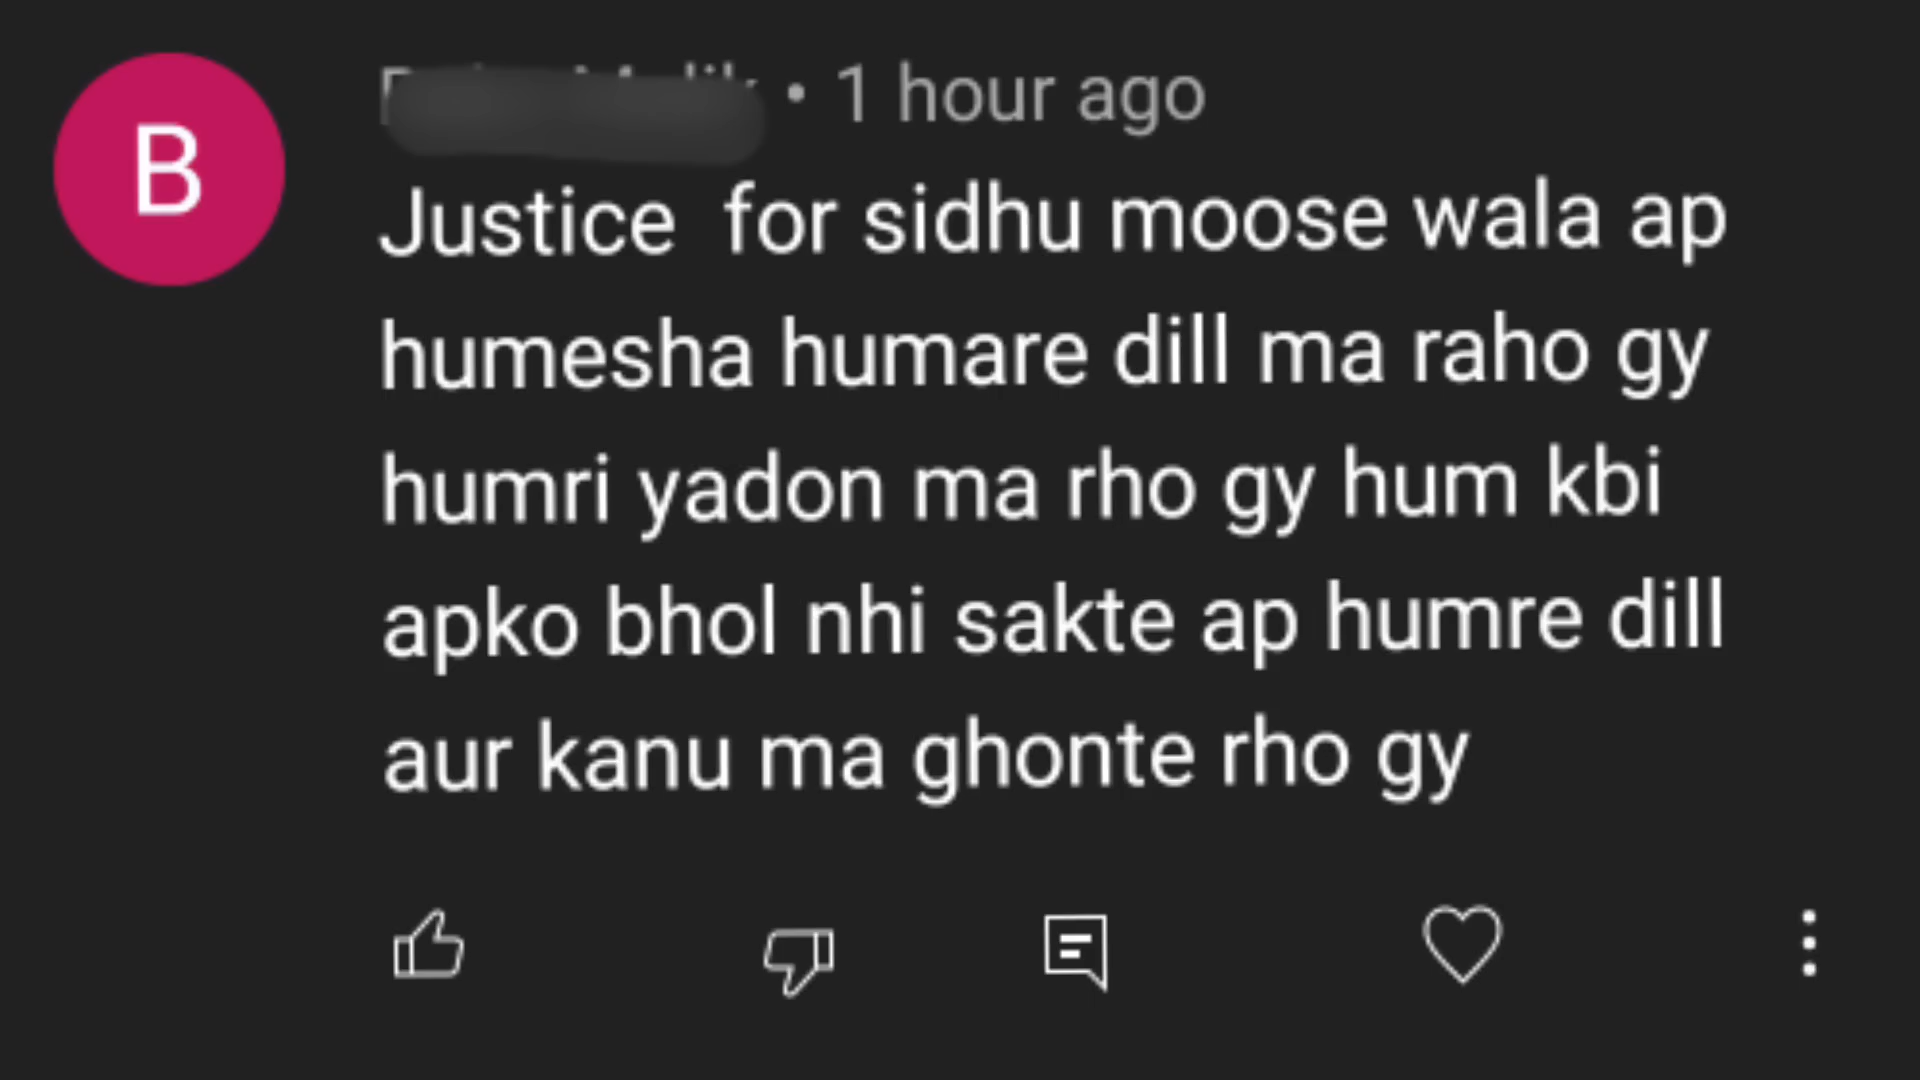 B
• 1 hour ago
Justice for sidhu moose wala ap
humesha humare dill ma raho gy
humri yadon ma rho gy hum kbi
apko bhol nhi sakte ap humre dill
aur kanu ma ghonte rho gy